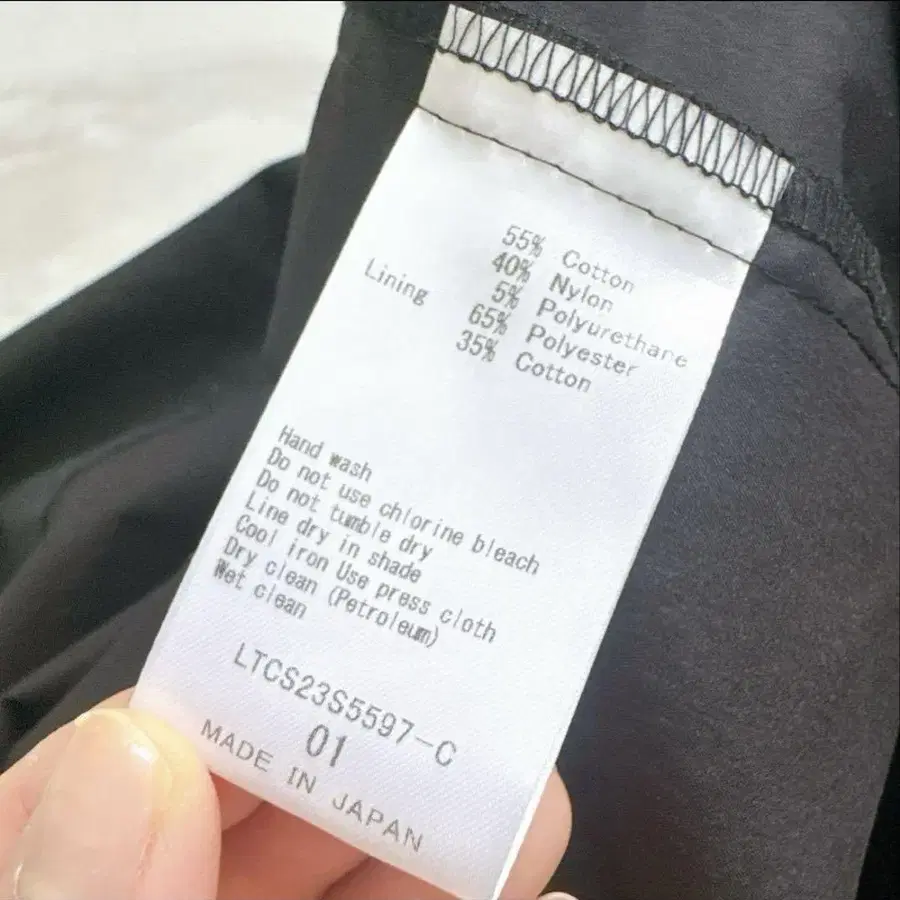 55% Cotton
40% Nylon
5% Polyurethane
Lining 65% Polyester
35% Cotton
Hand wash
Do not use chlorine bleach
Do not tumble dry
Line dry in shade
Cool iron Use press cloth
Dry clean (Petroleum)
Wet clean
LTCS23S5597-C
01
MADE IN JAPAN